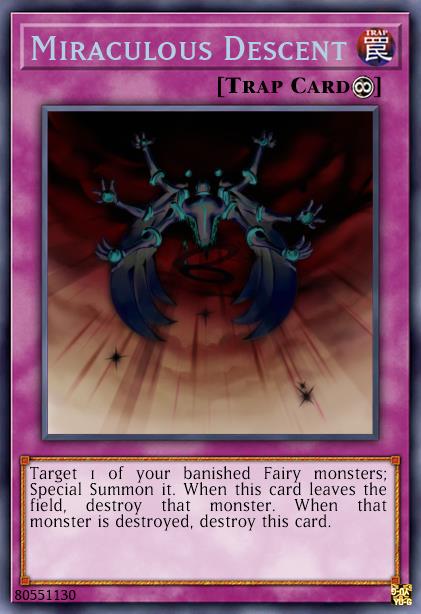 Miraculous Descent
TRAP
罠
[Trap Card∞]
Target 1 of your banished Fairy monsters;
Special Summon it. When this card leaves the
field, destroy that monster. When that
monster is destroyed, destroy this card.
80551130